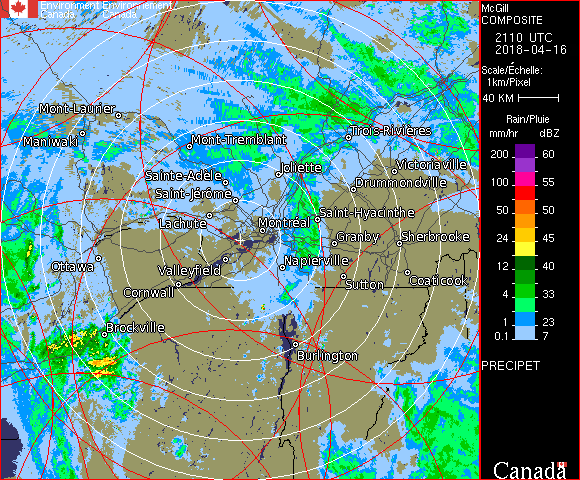 Environment Environnement
Canada Canada
McGill
COMPOSITE
2110 UTC
2018-04-16
Scale/Échelle:
1km/Pixel
40 KM
Rain/Pluie
mm/hr dBZ
200 60
100 55
50 50
24 45
12 40
4 33
1 23
0.1 7
PRECIPET
Canada
Mont-Laurier
Maniwaki
Mont-Tremblant
Trois-Rivières
Joliette
Victoriaville
Sainte-Adèle
Drummondville
Saint-Jérôme
Lachute
Saint-Hyacinthe
Montréal
Granby
Sherbrooke
Ottawa
Valleyfield
Napierville
Cornwall
Sutton
Coaticook
Brockville
Burlington